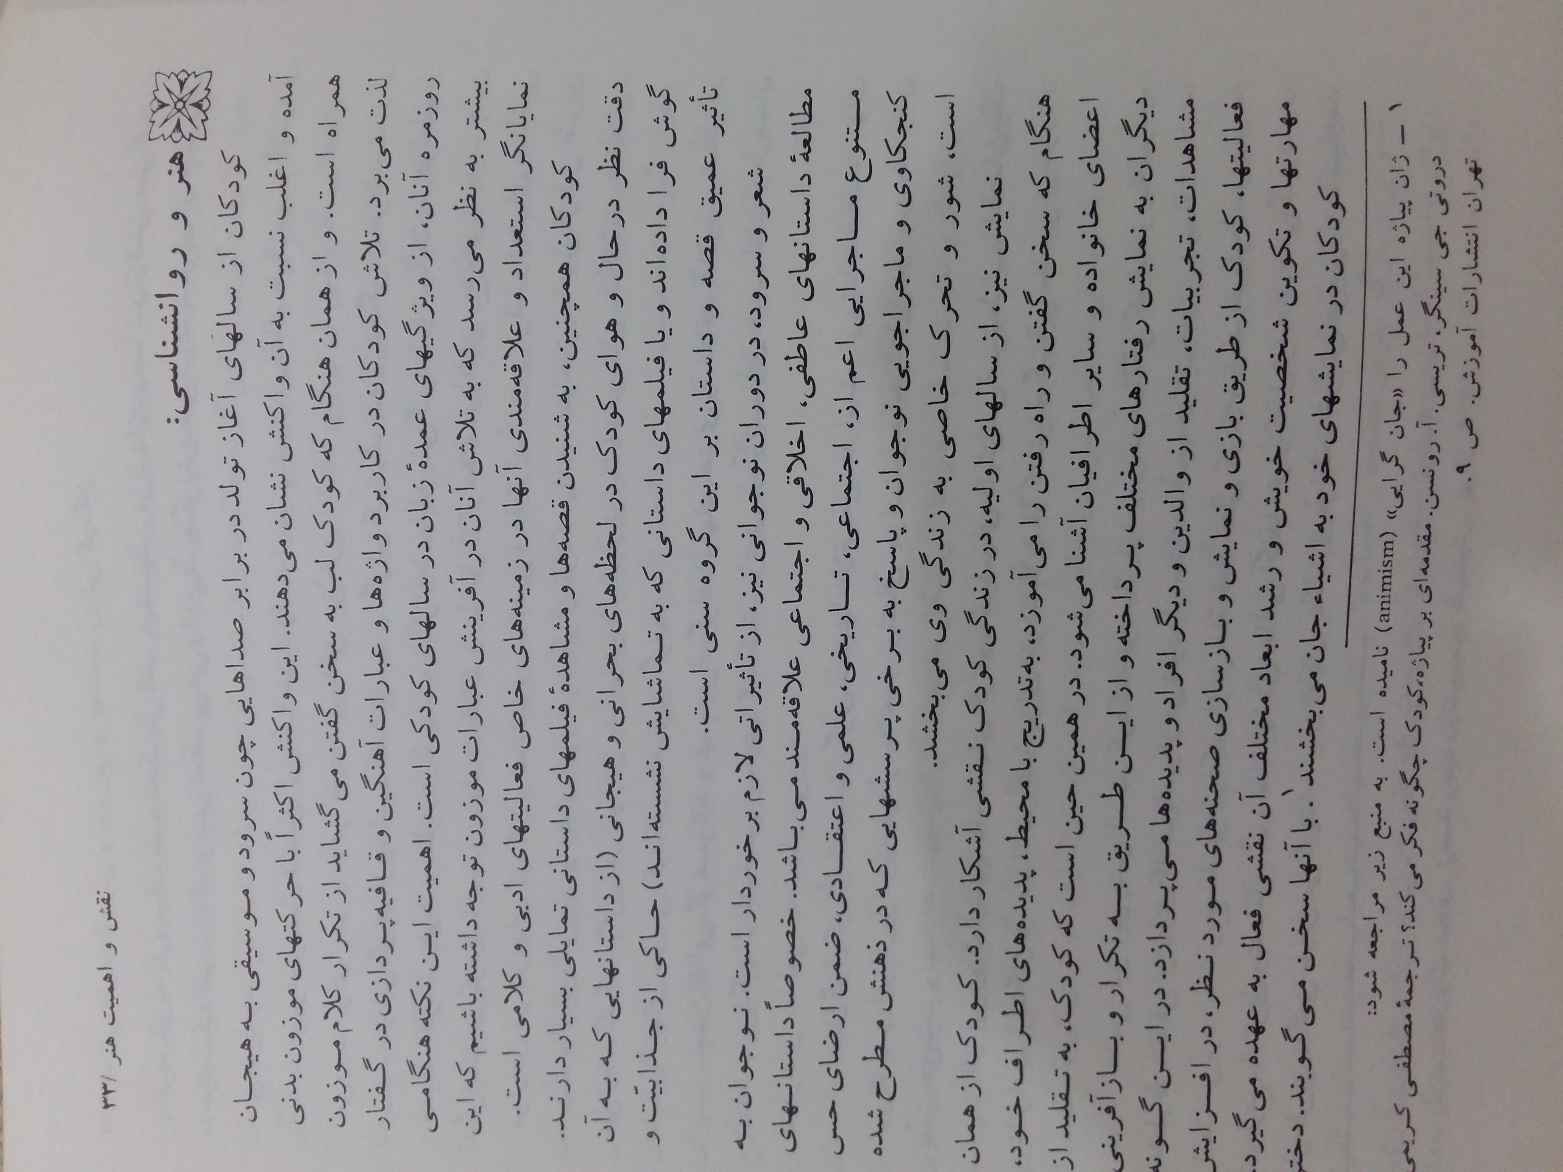 نقش و اهمیت هنر /۳۳
هنر و روانشناسی:
کودکان از سالهای آغاز تولد در برابر صداهایی چون سرود و موسیقی به هیجان
آمده و اغلب نسبت به آن واکنش نشان می‌دهند. این واکنش اکثراً با حرکتهای موزون بدنی
همراه است. و از همان هنگام که کودک لب به سخن گفتن می‌گشاید از تکرار کلام موزون
لذت می‌برد. تلاش کودکان در کاربرد واژه‌ها و عبارات آهنگین و قافیه‌پردازی در گفتار
روزمره آنان، از ویژگیهای عمدهٔ زبان در سالهای کودکی است. اهمیت این نکته هنگامی
بیشتر به نظر می‌رسد که به تلاش آنان در آفرینش عبارات موزون توجه داشته باشیم که این
نمایانگر استعداد و علاقه‌مندی آنها در زمینه‌های خاص فعالیتهای ادبی و کلامی است.
کودکان همچنین، به شنیدن قصه‌ها و مشاهدهٔ فیلمهای داستانی تمایلی بسیار دارند.
دقت نظر در حال و هوای کودک در لحظه‌های بحرانی و هیجانی (از داستانهایی که به آن
گوش فرا داده‌اند و یا فیلمهای داستانی که به تماشایش نشسته‌اند) حاکی از جذابیّت و
تأثیر عمیق قصه و داستان بر این گروه سنی است.
شعر و سرود، در دوران نوجوانی نیز، از تأثیراتی لازم برخوردار است. نوجوان به
مطالعهٔ داستانهای عاطفی، اخلاقی و اجتماعی علاقه‌مند می‌باشد. خصوصاً داستانهای
متنوع ماجرایی اعم از، اجتماعی، تاریخی، علمی و اعتقادی، ضمن ارضای حس
کنجکاوی و ماجراجویی نوجوان و پاسخ به برخی پرسشهایی که در ذهنش مطرح شده
است، شور و تحرک خاصی به زندگی وی می‌بخشد.
نمایش نیز، از سالهای اولیه، در زندگی کودک نقشی آشکار دارد. کودک از همان
هنگام که سخن گفتن و راه رفتن را می‌آموزد، به‌تدریج با محیط، پدیده‌های اطراف خود،
اعضای خانواده و سایر اطرافیان آشنا می‌شود. در همین حین است که کودک، به تقلید از
دیگران به نمایش رفتارهای مختلف پرداخته و از این طریق به تکرار و بازآفرینی
مشاهدات، تجربیات، تقلید از والدین و دیگر افراد و پدیده‌ها می‌پردازد. در این گونه
فعالیتها، کودک از طریق بازی و نمایش و بازسازی صحنه‌های مورد نظر، در افزایش
مهارتها و تکوین شخصیت خویش و رشد ابعاد مختلف آن نقشی فعال به عهده می‌گیرد.
کودکان در نمایشهای خود به اشیاء جان می‌بخشند¹. با آنها سخن می‌گویند. دختر
۱ ـ ژان پیاژه این عمل را «جان گرایی» (animism) نامیده است. به منبع زیر مراجعه شود:
دروتی جی سینگر، تریسی. آ. رونسن. مقدمه‌ای بر پیاژه، کودک چگونه فکر می‌کند؟ ترجمهٔ مصطفی کریمی
تهران انتشارات آموزش. ص ۹.